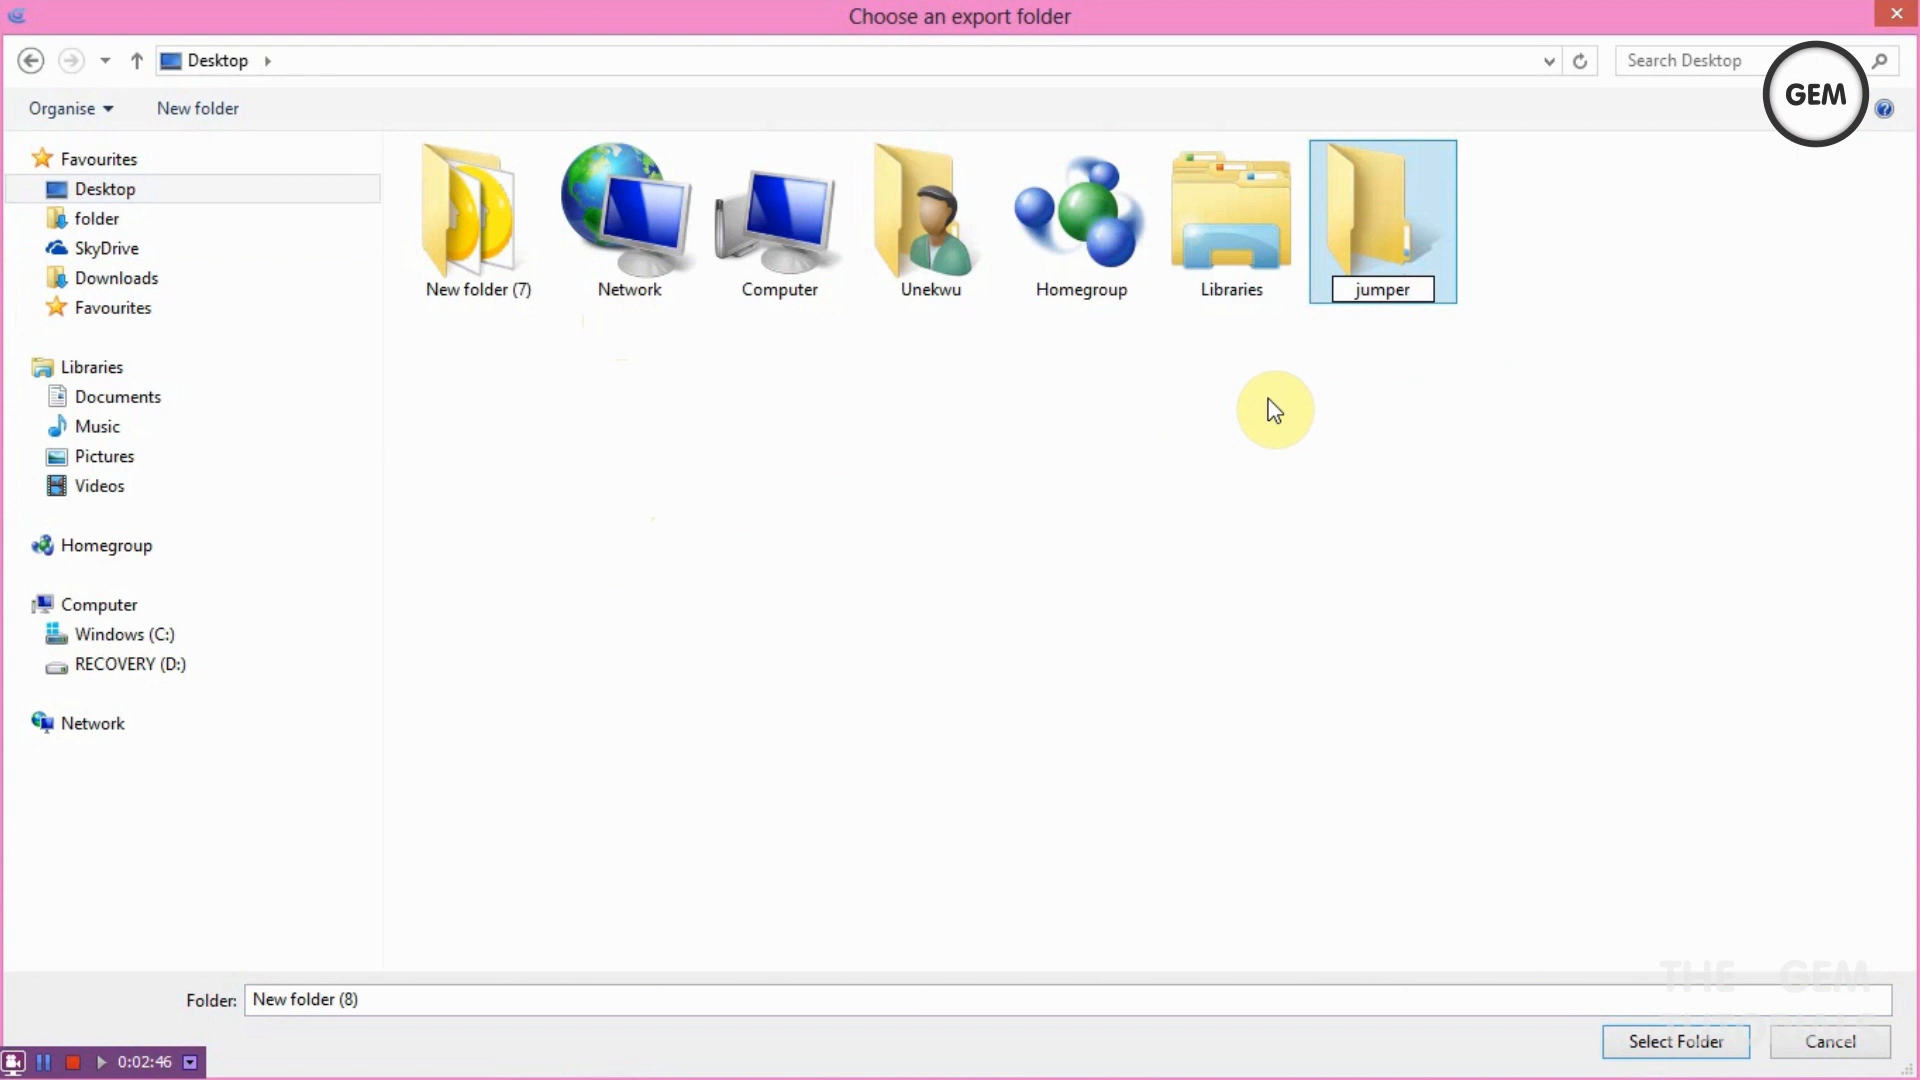 Choose an export folder
Desktop
Search Desktop
GEM
Organise
New folder
Favourites
Desktop
folder
SkyDrive
Downloads
Favourites
Libraries
Documents
Music
Pictures
Videos
Homegroup
Computer
Windows (C:)
RECOVERY (D:)
Network
New folder (7)
Network
Computer
Unekwu
Homegroup
Libraries
jumper
THE GEM
Folder:
New folder (8)
Select Folder
Cancel
0:02:46